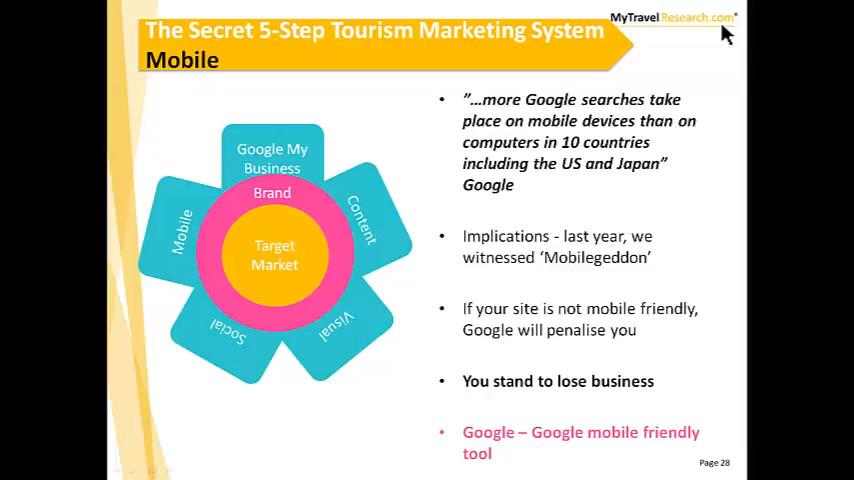 MyTravelResearch.com®
The Secret 5-Step Tourism Marketing System
Mobile
Google My
Business
Brand
Content
Mobile
Target
Market
Social
Visual
• "...more Google searches take
place on mobile devices than on
computers in 10 countries
including the US and Japan"
Google
• Implications - last year, we
witnessed 'Mobilegeddon'
• If your site is not mobile friendly,
Google will penalise you
• You stand to lose business
• Google – Google mobile friendly
tool
Page 28